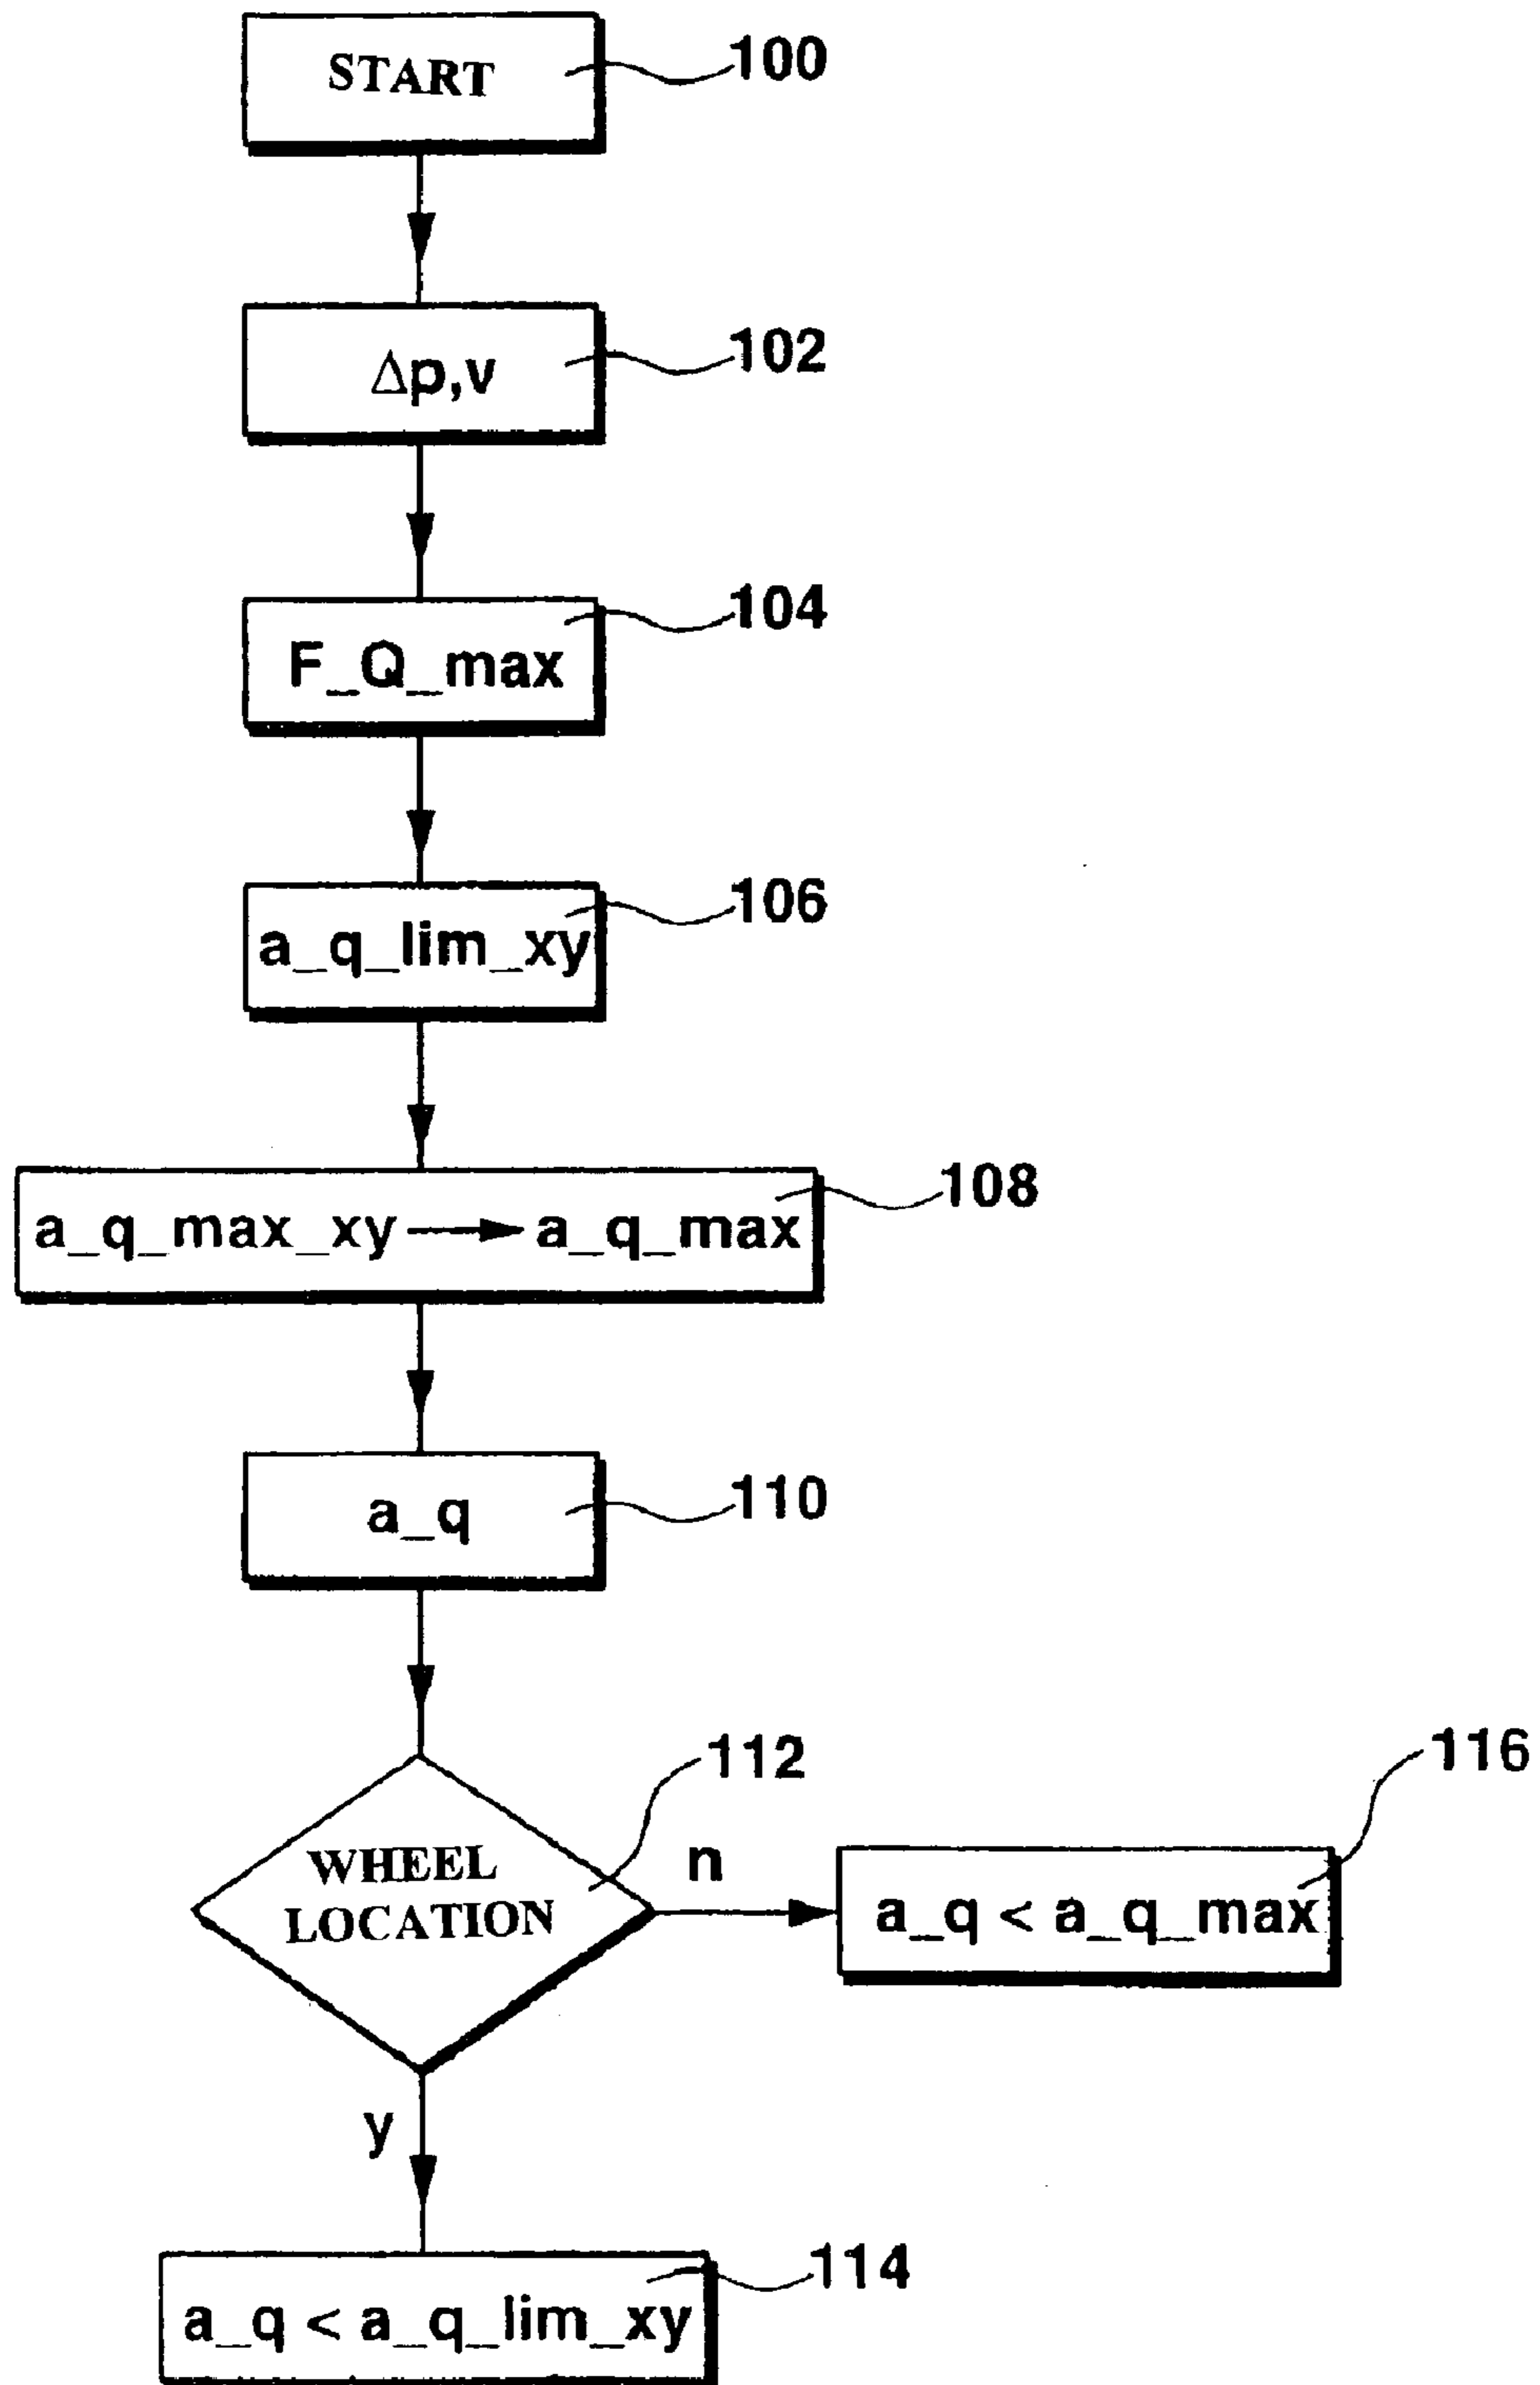 START
100
Δp,v
102
F_Q_max
104
a_q_lim_xy
106
a_q_max_xy → a_q_max
108
a_q
110
WHEEL
LOCATION
112
n
a_q < a_q_max
116
y
a_q < a_q_lim_xy
114